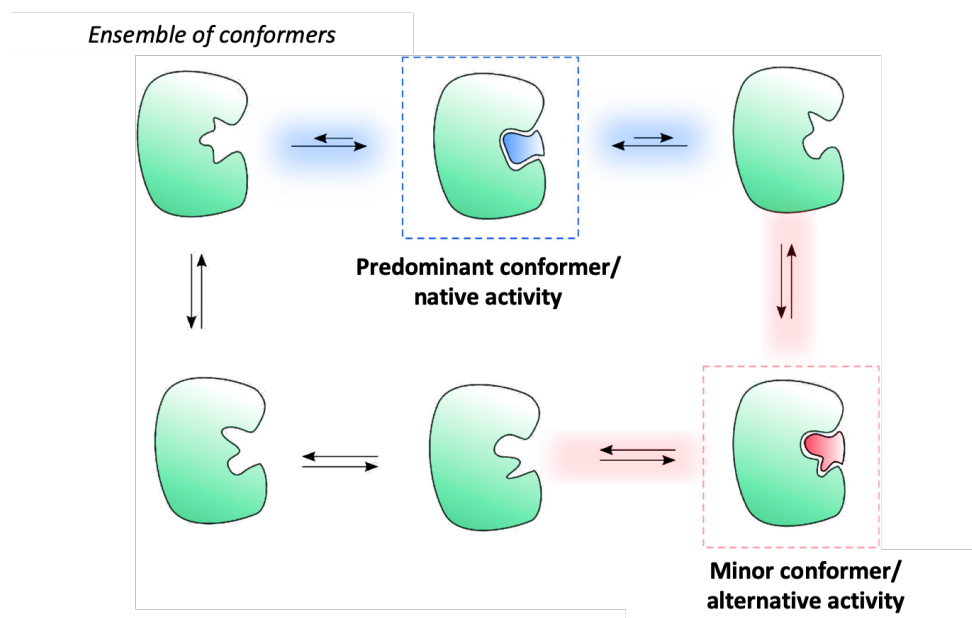 Ensemble of conformers
Predominant conformer/
native activity
Minor conformer/
alternative activity